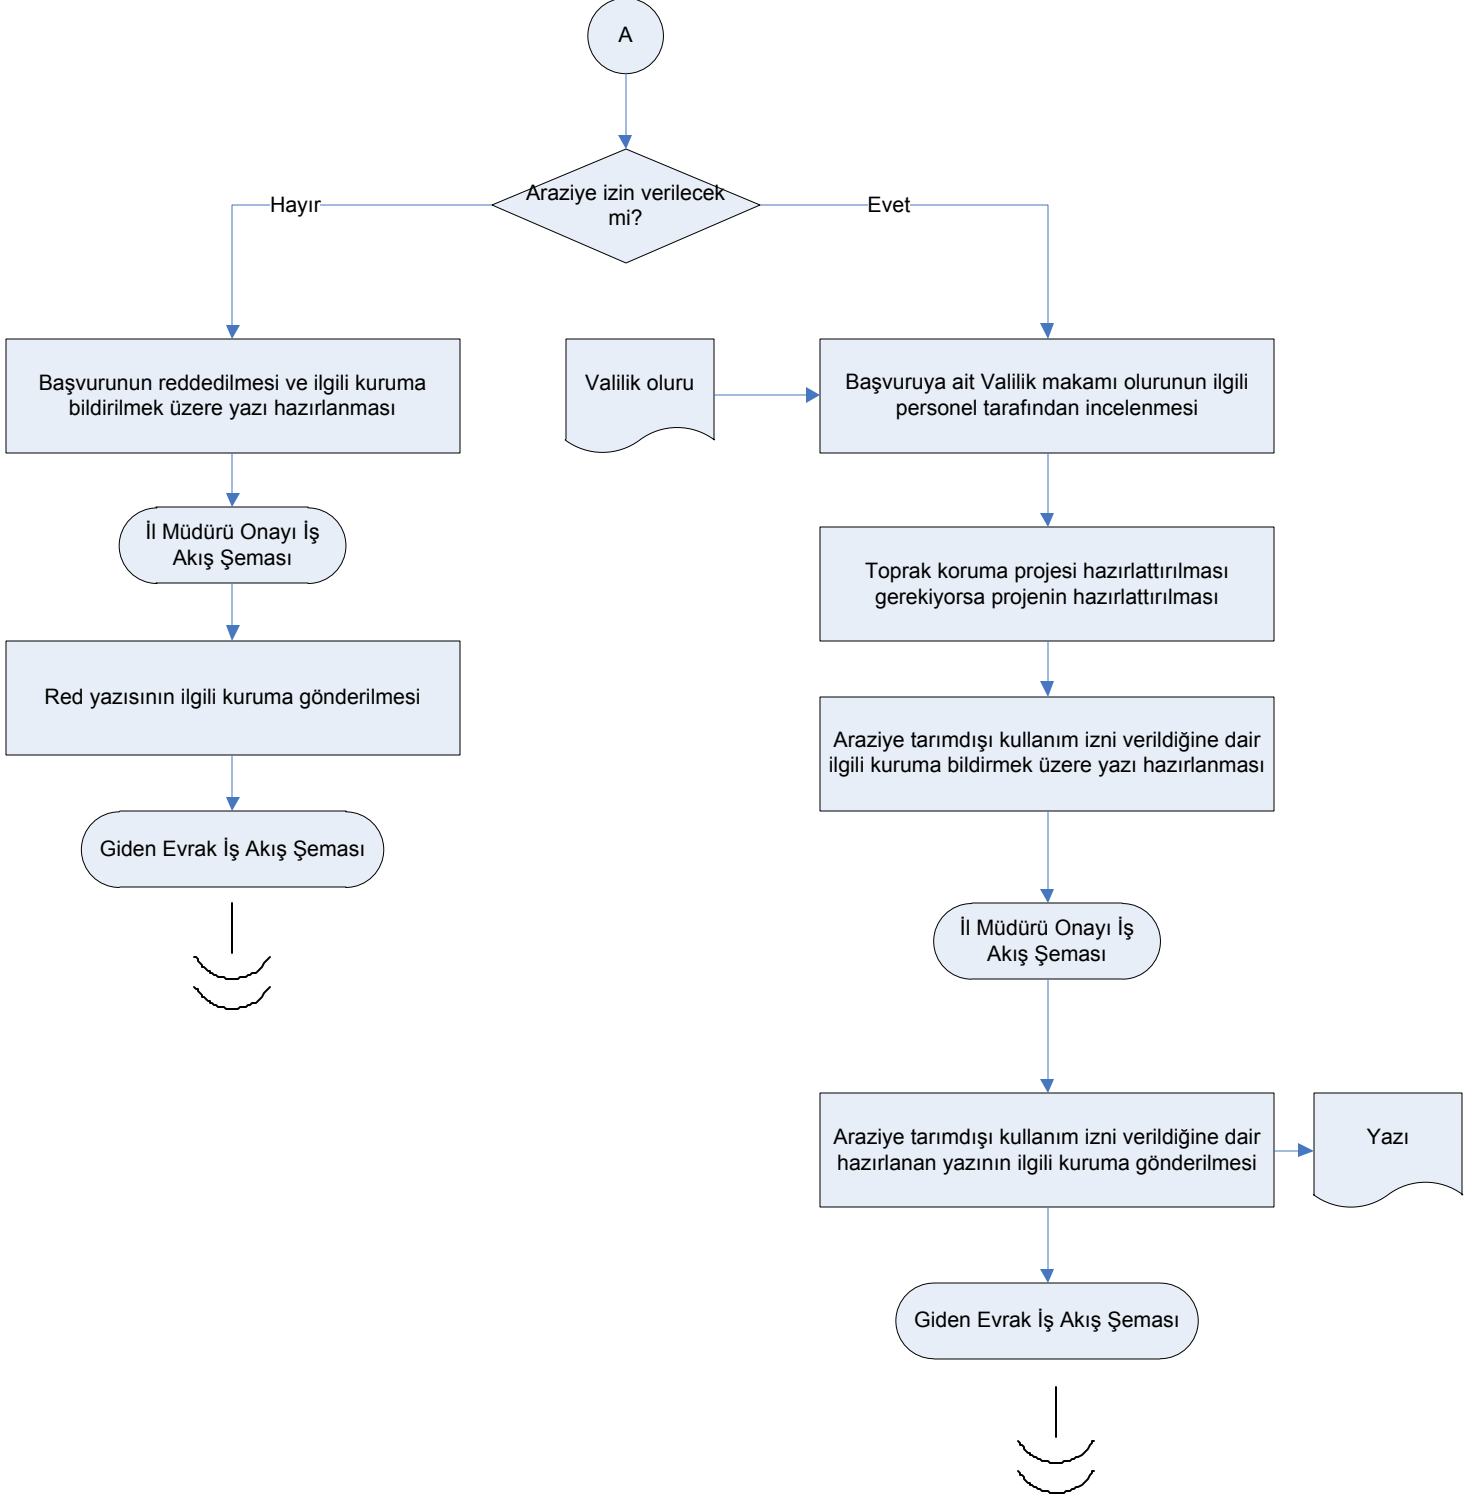 A
Araziye izin verilecek
mi?
Hayır
Evet
Başvurunun reddedilmesi ve ilgili kuruma
bildirilmek üzere yazı hazırlanması
İl Müdürü Onayı İş
Akış Şeması
Red yazısının ilgili kuruma gönderilmesi
Giden Evrak İş Akış Şeması
Valilik oluru
Başvuruya ait Valilik makamı olurunun ilgili
personel tarafından incelenmesi
Toprak koruma projesi hazırlattırılması
gerekiyorsa projenin hazırlattırılması
Araziye tarımdışı kullanım izni verildiğine dair
ilgili kuruma bildirmek üzere yazı hazırlanması
İl Müdürü Onayı İş
Akış Şeması
Araziye tarımdışı kullanım izni verildiğine dair
hazırlanan yazının ilgili kuruma gönderilmesi
Yazı
Giden Evrak İş Akış Şeması